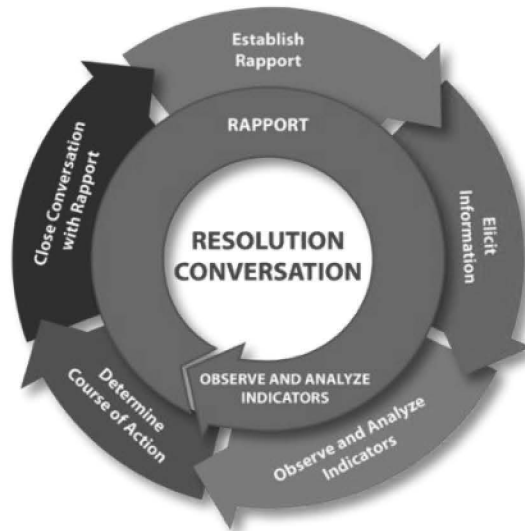 Establish
Rapport
RAPPORT
Elicit
Information
RESOLUTION
CONVERSATION
Close Conversation
with Rapport
OBSERVE AND ANALYZE
INDICATORS
Determine
Course of Action
Observe and Analyze
Indicators